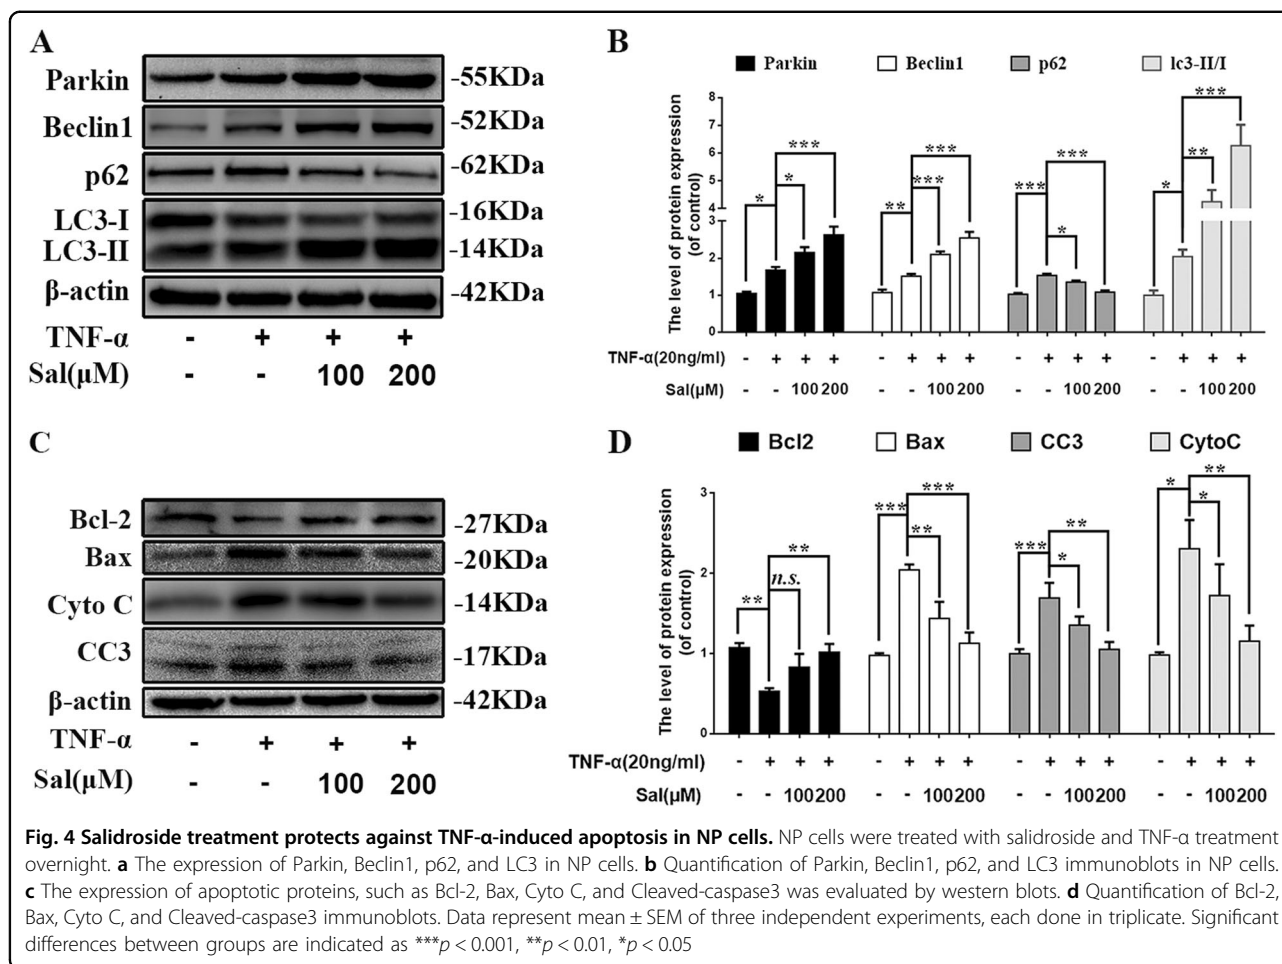 A
Parkin -55KDa
Beclin1 -52KDa
p62 -62KDa
LC3-I -16KDa
LC3-II -14KDa
β-actin -42KDa
TNF-α - + + +
Sal(μM) - - 100 200
B
Parkin Beclin1 p62 lc3-II/I
The level of protein expression
(of control)
8
7
6
5
4
3
2
1
0
* * ***
** *** ***
*** * ***
* ** ***
TNF-α(20ng/ml) - + + + - + + + - + + + - + + +
Sal(μM) - - 100 200 - - 100 200 - - 100 200 - - 100 200
C
Bcl-2 -27KDa
Bax -20KDa
Cyto C -14KDa
CC3 -17KDa
β-actin -42KDa
TNF-α - + + +
Sal(μM) - - 100 200
D
Bcl2 Bax CC3 CytoC
The level of protein expression
(of control)
3
2
1
0
** n.s. **
*** ** ***
*** * **
* * **
TNF-α(20ng/ml) - + + + - + + + - + + + - + + +
Sal(μM) - - 100 200 - - 100 200 - - 100 200 - - 100 200
Fig. 4 Salidroside treatment protects against TNF-α-induced apoptosis in NP cells. NP cells were treated with salidroside and TNF-α treatment
overnight. a The expression of Parkin, Beclin1, p62, and LC3 in NP cells. b Quantification of Parkin, Beclin1, p62, and LC3 immunoblots in NP cells.
c The expression of apoptotic proteins, such as Bcl-2, Bax, Cyto C, and Cleaved-caspase3 was evaluated by western blots. d Quantification of Bcl-2,
Bax, Cyto C, and Cleaved-caspase3 immunoblots. Data represent mean ± SEM of three independent experiments, each done in triplicate. Significant
differences between groups are indicated as ***p < 0.001, **p < 0.01, *p < 0.05